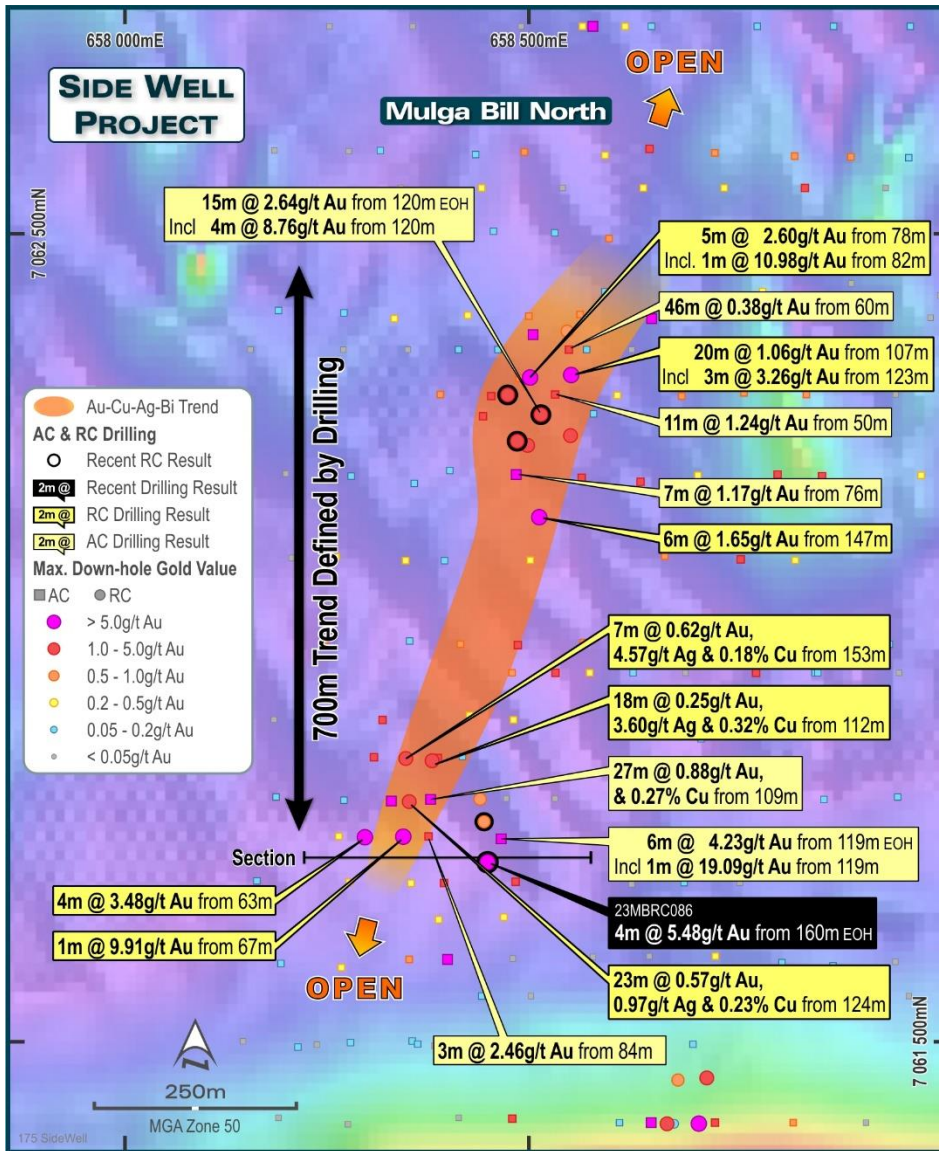 658 000mE
658 500mE
SIDE WELL
PROJECT
Mulga Bill North
OPEN
7 062 500mN
15m @ 2.64g/t Au from 120m EOH
Incl 4m @ 8.76g/t Au from 120m
5m @ 2.60g/t Au from 78m
Incl. 1m @ 10.98g/t Au from 82m
46m @ 0.38g/t Au from 60m
20m @ 1.06g/t Au from 107m
Incl 3m @ 3.26g/t Au from 123m
11m @ 1.24g/t Au from 50m
7m @ 1.17g/t Au from 76m
6m @ 1.65g/t Au from 147m
700m Trend Defined by Drilling
Au-Cu-Ag-Bi Trend
AC & RC Drilling
Recent RC Result
2m @ Recent Drilling Result
2m @ RC Drilling Result
2m @ AC Drilling Result
Max. Down-hole Gold Value
AC RC
> 5.0g/t Au
1.0 - 5.0g/t Au
0.5 - 1.0g/t Au
0.2 - 0.5g/t Au
0.05 - 0.2g/t Au
< 0.05g/t Au
7m @ 0.62g/t Au,
4.57g/t Ag & 0.18% Cu from 153m
18m @ 0.25g/t Au,
3.60g/t Ag & 0.32% Cu from 112m
27m @ 0.88g/t Au,
& 0.27% Cu from 109m
6m @ 4.23g/t Au from 119m EOH
Incl 1m @ 19.09g/t Au from 119m
Section
4m @ 3.48g/t Au from 63m
1m @ 9.91g/t Au from 67m
23MBRC086
4m @ 5.48g/t Au from 160m EOH
23m @ 0.57g/t Au,
0.97g/t Ag & 0.23% Cu from 124m
OPEN
3m @ 2.46g/t Au from 84m
7 061 500mN
N
250m
MGA Zone 50
175 SideWell